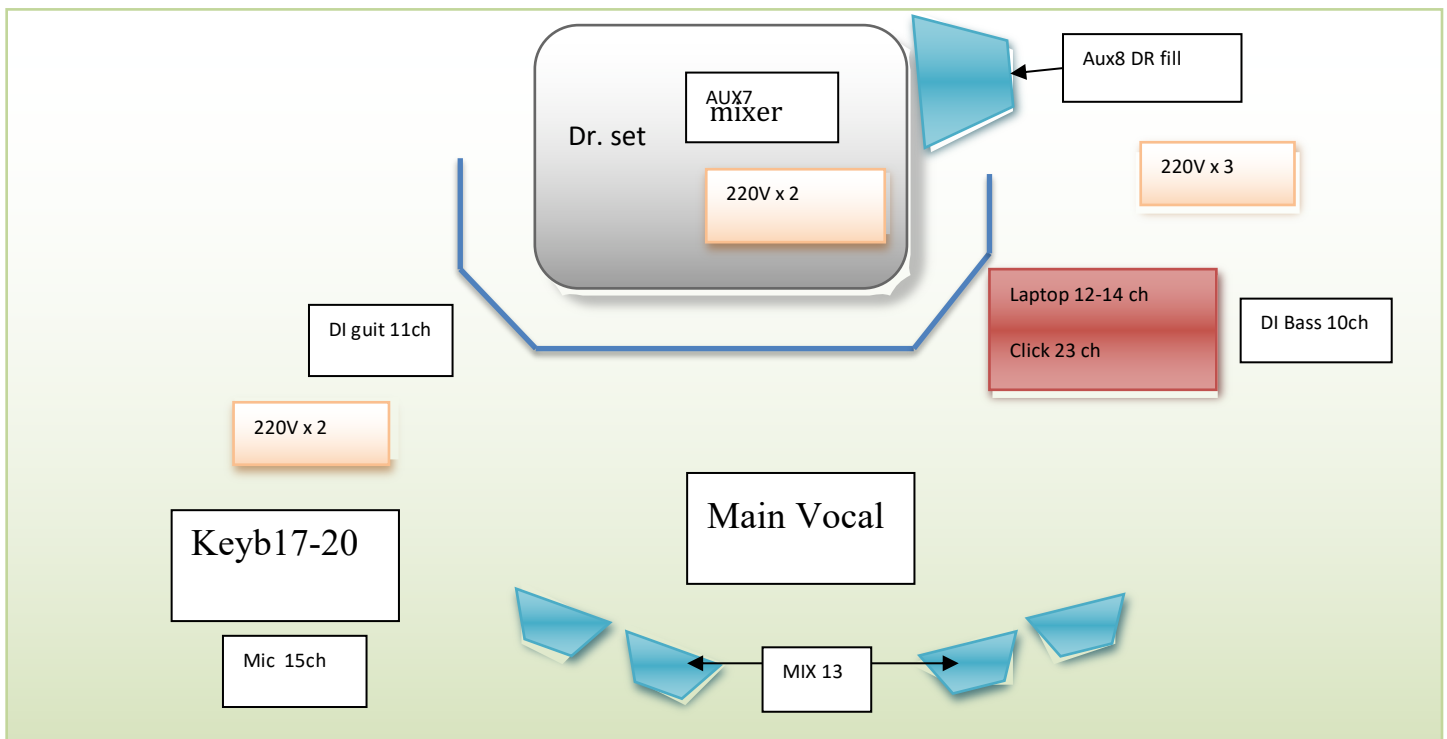 Aux8 DR fill
AUX7
mixer
Dr. set
220V x 3
220V x 2
Laptop 12-14 ch
Click 23 ch
DI Bass 10ch
DI guit 11ch
220V x 2
Main Vocal
Keyb17-20
Mic 15ch
MIX 13